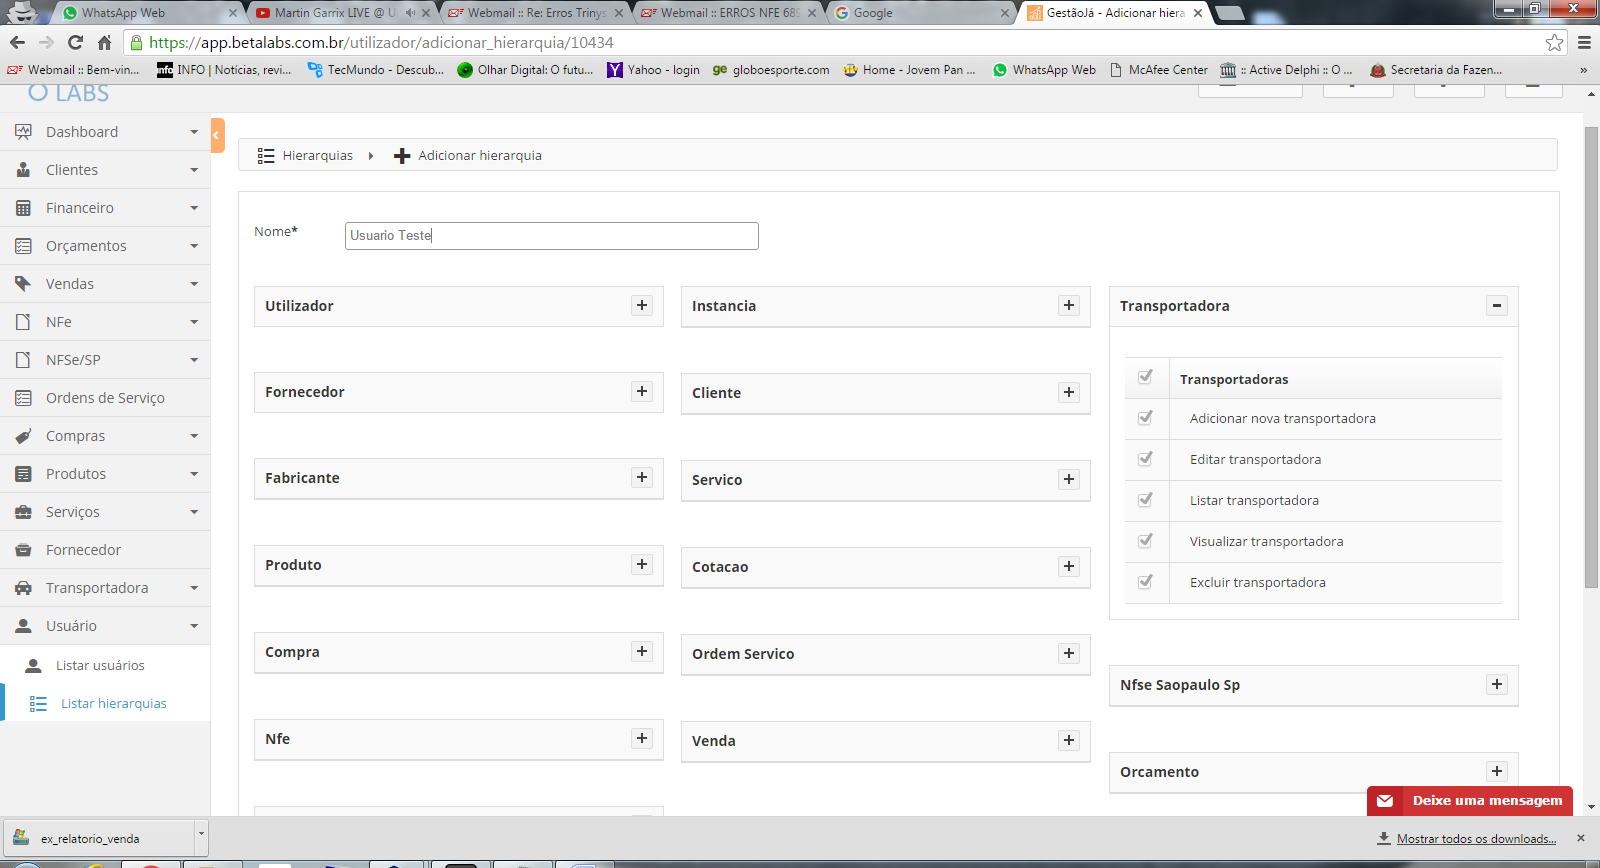 WhatsApp Web
Martin Garrix LIVE @ U
Webmail :: Re: Erros Trinys
Webmail :: ERROS NFE 689
Google
GestãoJá - Adicionar hiera
https://app.betalabs.com.br/utilizador/adicionar_hierarquia/10434
Webmail :: Bem-vin...
INFO | Notícias, revi...
TecMundo - Descub...
Olhar Digital: O futu...
Yahoo - login
globoesporte.com
Home - Jovem Pan ...
WhatsApp Web
McAfee Center
:: Active Delphi :: O ...
Secretaria da Fazen...
»
LABS
Dashboard
Clientes
Financeiro
Orçamentos
Vendas
NFe
NFSe/SP
Ordens de Serviço
Compras
Produtos
Serviços
Fornecedor
Transportadora
Usuário
Listar usuários
Listar hierarquias
Hierarquias
Adicionar hierarquia
Nome*
Usuario Teste
Utilizador
Fornecedor
Fabricante
Produto
Compra
Nfe
Instancia
Cliente
Servico
Cotacao
Ordem Servico
Venda
Transportadora
Transportadoras
Adicionar nova transportadora
Editar transportadora
Listar transportadora
Visualizar transportadora
Excluir transportadora
Nfse Saopaulo Sp
Orcamento
Deixe uma mensagem
ex_relatorio_venda
Mostrar todos os downloads...